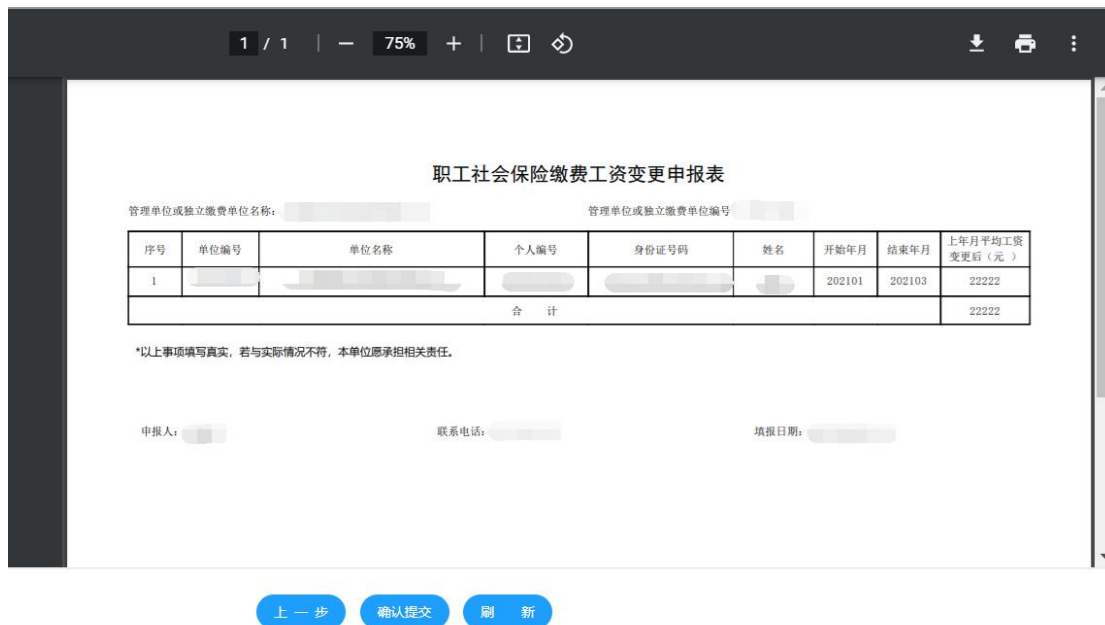 1 / 1 75%
职工社会保险缴费工资变更申报表
管理单位或独立缴费单位名称: 管理单位或独立缴费单位编号
序号 单位编号 单位名称 个人编号 身份证号码 姓名 开始年月 结束年月 上年月平均工资变更后（元 ）
1 202101 202103 22222
合 计 22222
*以上事项填写真实，若与实际情况不符，本单位愿承担相关责任。
申报人: 联系电话: 填报日期:
上 一 步 确认提交 刷 新